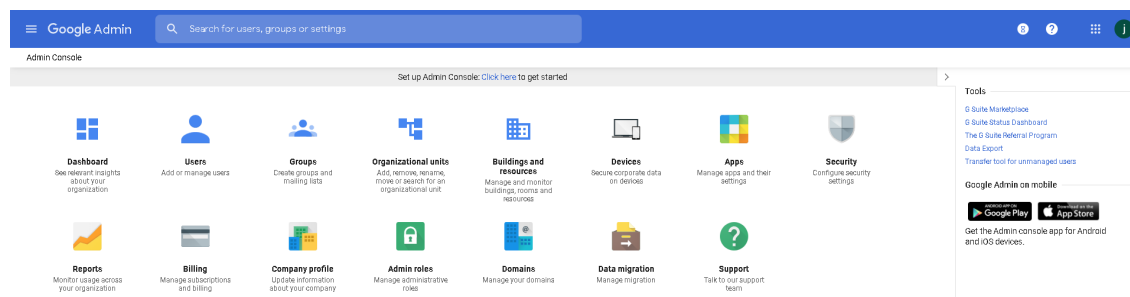 Google Admin
Search for users, groups or settings
8
?
j
Admin Console
Set up Admin Console: Click here to get started
Dashboard
See relevant insights
about your
organization
Users
Add or manage users
Groups
Create groups and
mailing lists
Organizational units
Add, remove, rename,
move or search for an
organizational unit
Buildings and
resources
Manage and monitor
buildings, rooms and
resources
Devices
Secure corporate data
on devices
Apps
Manage apps and their
settings
Security
Configure security
settings
Reports
Monitor usage across
your organization
Billing
Manage subscriptions
and billing
Company profile
Update information
about your company
Admin roles
Manage administrative
roles
@
Domains
Manage your domains
Data migration
Manage migration
?
Support
Talk to our support
team
Tools
G Suite Marketplace
G Suite Status Dashboard
The G Suite Referral Program
Data Export
Transfer tool for unmanaged users
Google Admin on mobile
ANDROID APP ON
Google Play
Download on the
App Store
Get the Admin console app for Android
and iOS devices.